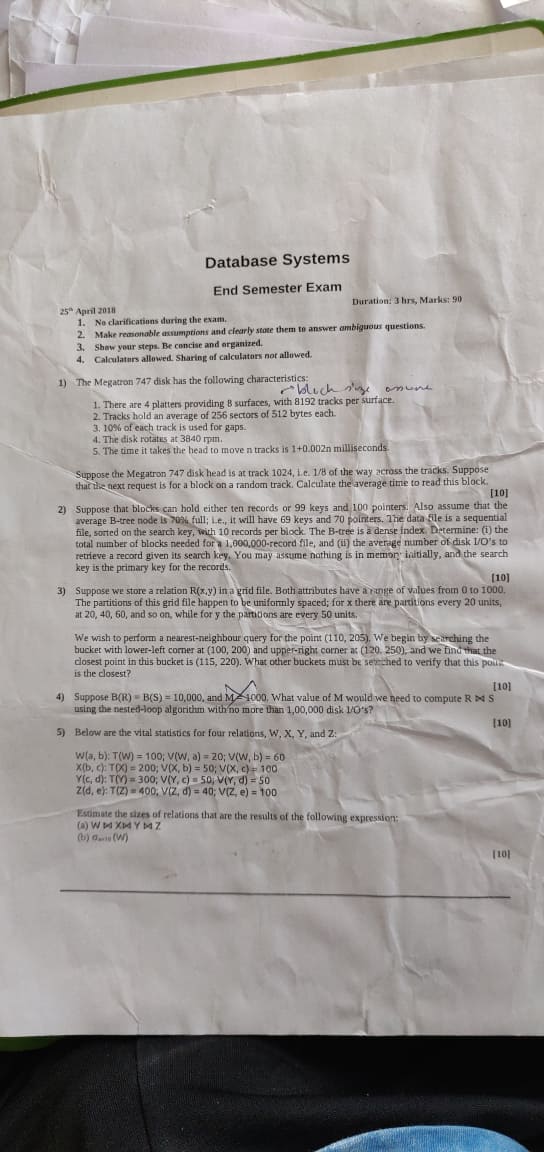 Database Systems
End Semester Exam
25th April 2018
Duration: 3 hrs, Marks: 90
1. No clarifications during the exam.
2. Make reasonable assumptions and clearly state them to answer ambiguous questions.
3. Show your steps. Be concise and organized.
4. Calculators allowed. Sharing of calculators not allowed.
1) The Megatron 747 disk has the following characteristics:
block size assume
1. There are 4 platters providing 8 surfaces, with 8192 tracks per surface.
2. Tracks hold an average of 256 sectors of 512 bytes each.
3. 10% of each track is used for gaps.
4. The disk rotates at 3840 rpm.
5. The time it takes the head to move n tracks is 1+0.002n milliseconds.
Suppose the Megatron 747 disk head is at track 1024, i.e. 1/8 of the way across the tracks. Suppose
that the next request is for a block on a random track. Calculate the average time to read this block.
[10]
2) Suppose that blocks can hold either ten records or 99 keys and 100 pointers. Also assume that the
average B-tree node is 70% full; i.e., it will have 69 keys and 70 pointers. The data file is a sequential
file, sorted on the search key, with 10 records per block. The B-tree is a dense index. Determine: (i) the
total number of blocks needed for a 1,000,000-record file, and (ii) the average number of disk I/O's to
retrieve a record given its search key. You may assume nothing is in memory initially, and the search
key is the primary key for the records.
[10]
3) Suppose we store a relation R(x,y) in a grid file. Both attributes have a range of values from 0 to 1000.
The partitions of this grid file happen to be uniformly spaced; for x there are partitions every 20 units,
at 20, 40, 60, and so on, while for y the partitions are every 50 units.
We wish to perform a nearest-neighbour query for the point (110, 205). We begin by searching the
bucket with lower-left corner at (100, 200) and upper-right corner at (120, 250), and we find that the
closest point in this bucket is (115, 220). What other buckets must be searched to verify that this point
is the closest?
[10]
4) Suppose B(R) = B(S) = 10,000, and M = 1000. What value of M would we need to compute R ⋈ S
using the nested-loop algorithm with no more than 1,00,000 disk I/O's?
[10]
5) Below are the vital statistics for four relations, W, X, Y, and Z:
W(a, b): T(W) = 100; V(W, a) = 20; V(W, b) = 60
X(b, c): T(X) = 200; V(X, b) = 50; V(X, c) = 100
Y(c, d): T(Y) = 300; V(Y, c) = 50; V(Y, d) = 50
Z(d, e): T(Z) = 400; V(Z, d) = 40; V(Z, e) = 100
Estimate the sizes of relations that are the results of the following expression:
(a) W ⋈ X ⋈ Y ⋈ Z
(b) σ (W)
[10]